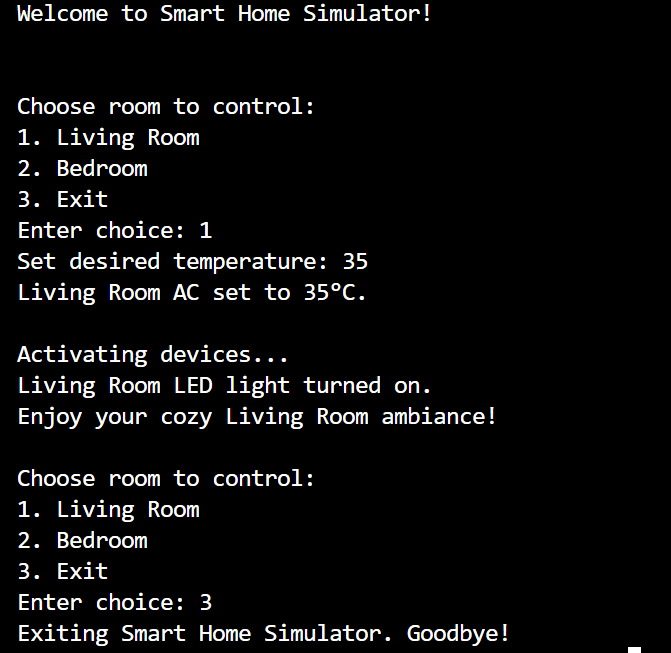 Welcome to Smart Home Simulator!
Choose room to control:
1. Living Room
2. Bedroom
3. Exit
Enter choice: 1
Set desired temperature: 35
Living Room AC set to 35°C.
Activating devices...
Living Room LED light turned on.
Enjoy your cozy Living Room ambiance!
Choose room to control:
1. Living Room
2. Bedroom
3. Exit
Enter choice: 3
Exiting Smart Home Simulator. Goodbye!